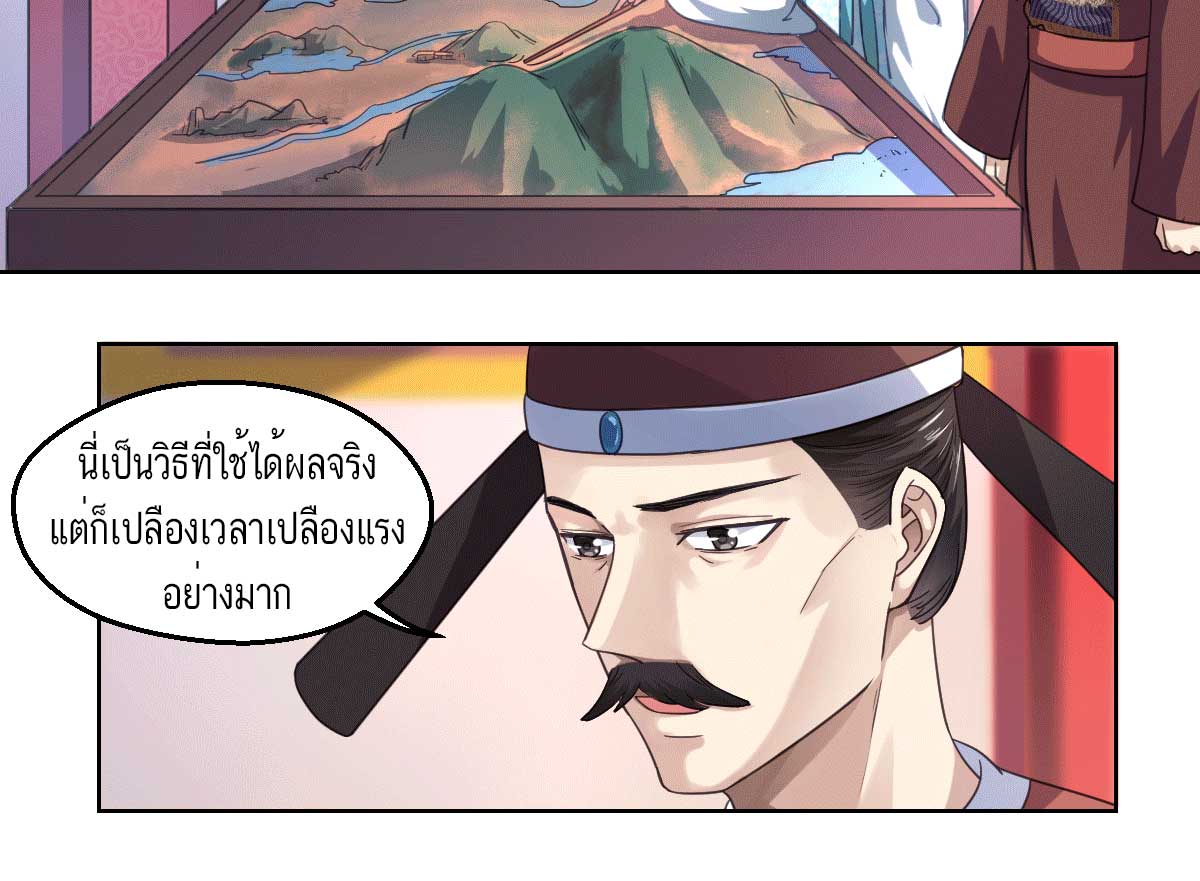 นี่เป็นวิธีที่ใช้ได้ผลจริง
แต่ก็เปลืองเวลาเปลืองแรง
อย่างมาก